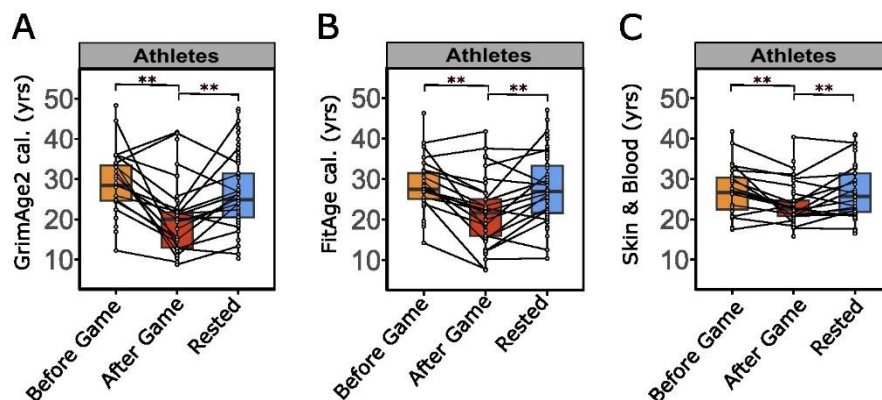 A
Athletes
GrimAge2 cal. (yrs)
50
40
30
20
10
** **
Before Game
After Game
Rested
B
Athletes
FitAge cal. (yrs)
50
40
30
20
10
** **
Before Game
After Game
Rested
C
Athletes
Skin & Blood (yrs)
50
40
30
20
10
** **
Before Game
After Game
Rested